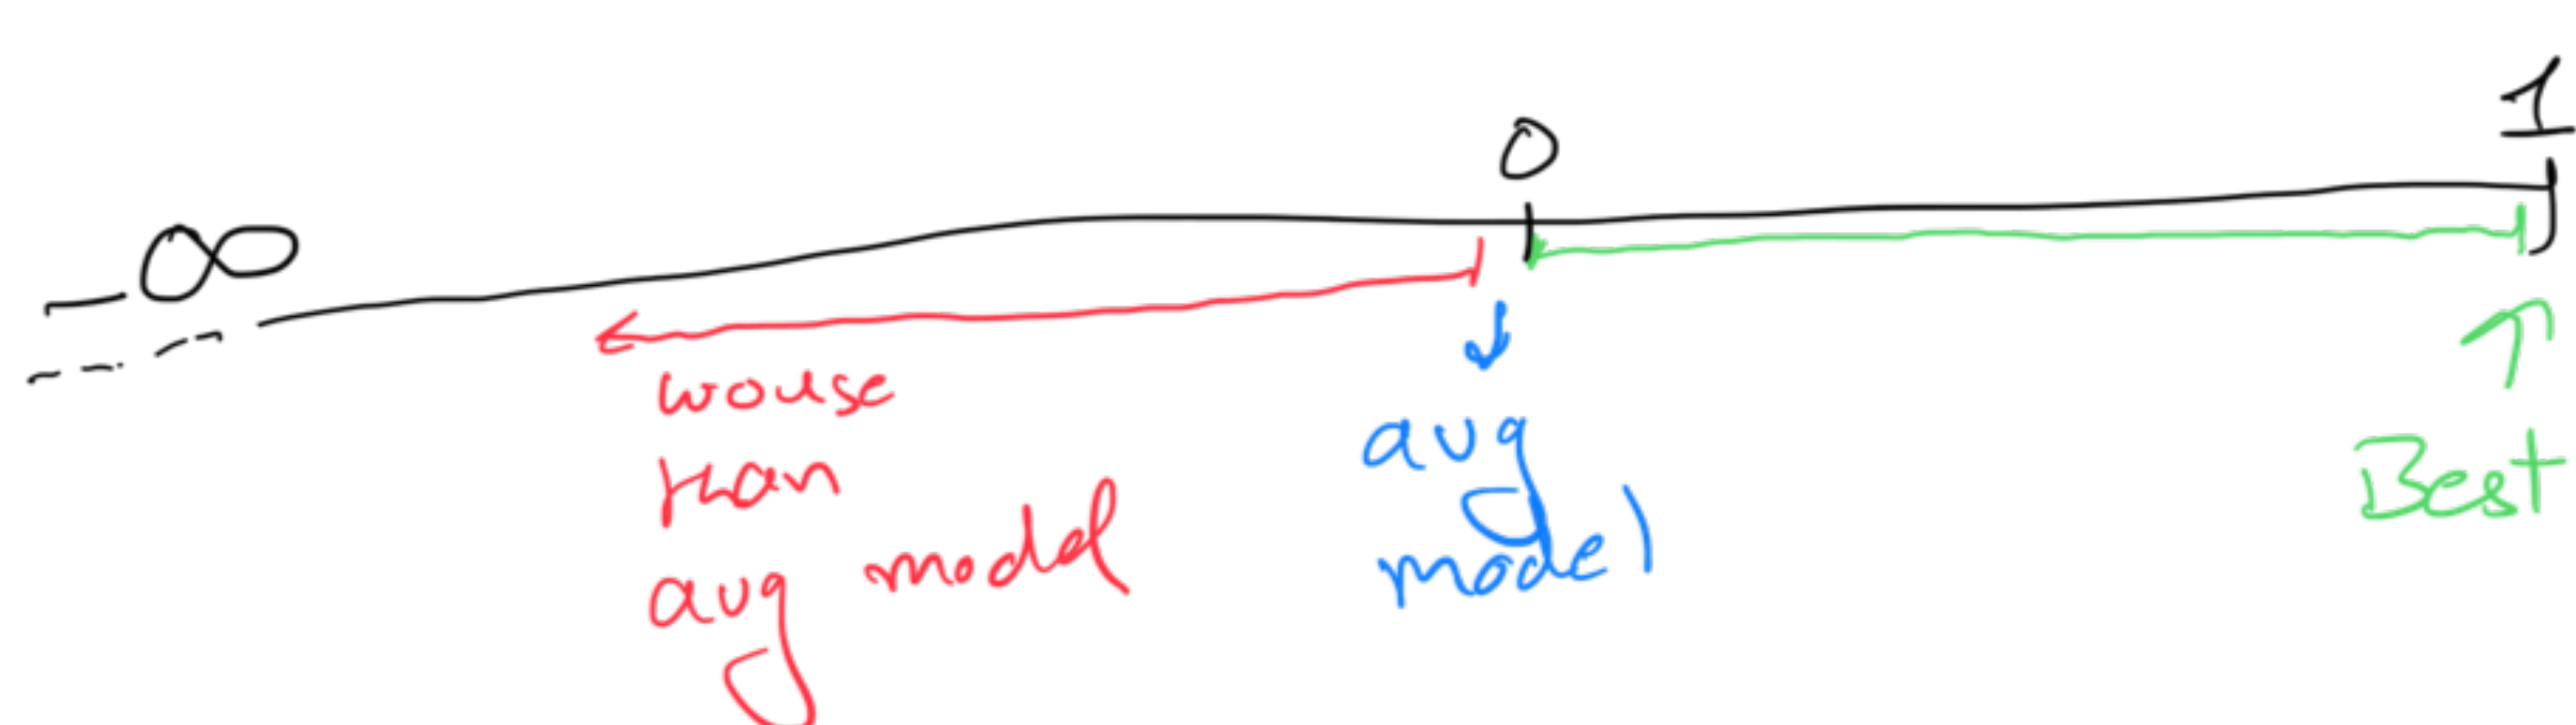 1
0
-∞
wouse
than
avg model
avg
model
Best